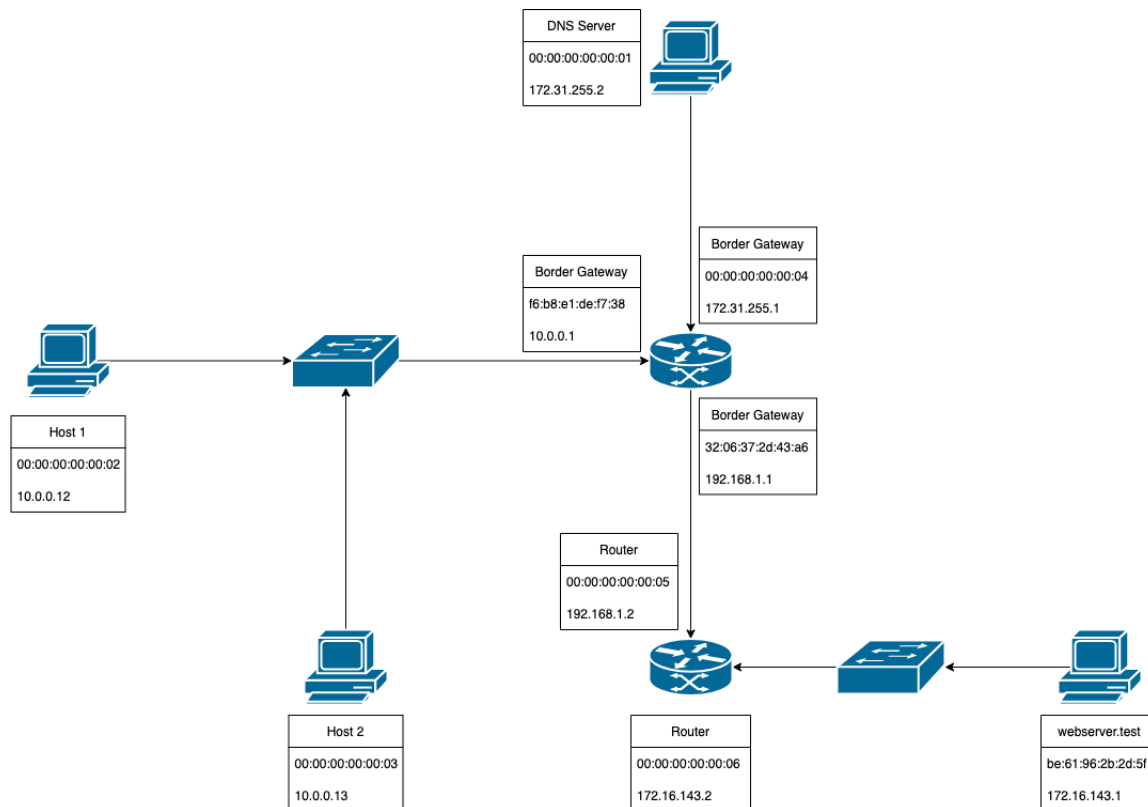 DNS Server
00:00:00:00:00:01
172.31.255.2
Border Gateway
00:00:00:00:00:04
172.31.255.1
Border Gateway
f6:b8:e1:de:f7:38
10.0.0.1
Host 1
00:00:00:00:00:02
10.0.0.12
Border Gateway
32:06:37:2d:43:a6
192.168.1.1
Router
00:00:00:00:00:05
192.168.1.2
Host 2
00:00:00:00:00:03
10.0.0.13
Router
00:00:00:00:00:06
172.16.143.2
webserver.test
be:61:96:2b:2d:5f
172.16.143.1